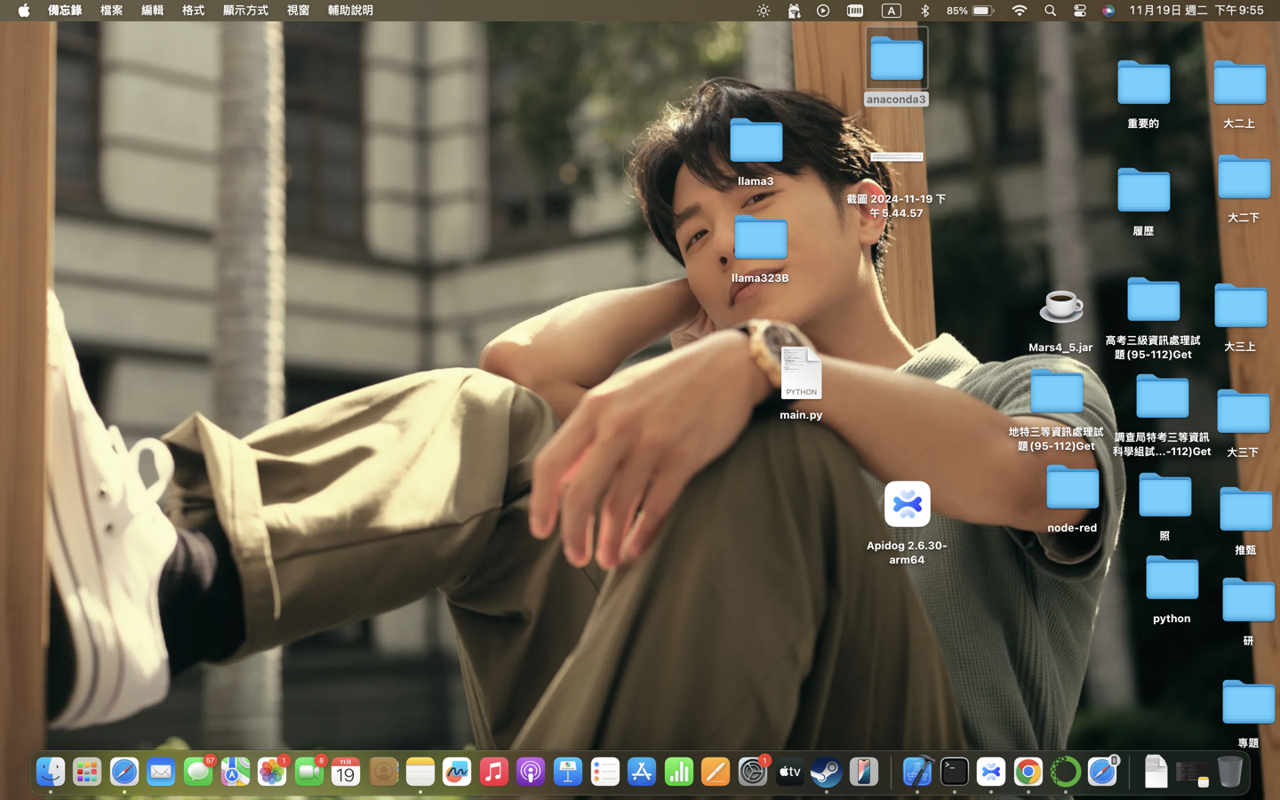 備忘錄 檔案 編輯 格式 顯示方式 視窗 輔助說明 A 85% 11月19日 週二 下午9:55
anaconda3
重要的
大二上
llama3
截圖 2024-11-19 下
午5.44.57
履歷
大二下
llama323B
Mars4_5.jar
高考三級資訊處理試
題(95-112)Get
大三上
PYTHON
main.py
地特三等資訊處理試
題(95-112)Get
調查局特考三等資訊
科學組試...-112)Get
大三下
node-red
照
推甄
Apidog 2.6.30-
arm64
python
研
專題
57
1
8
11月
19
1
tv